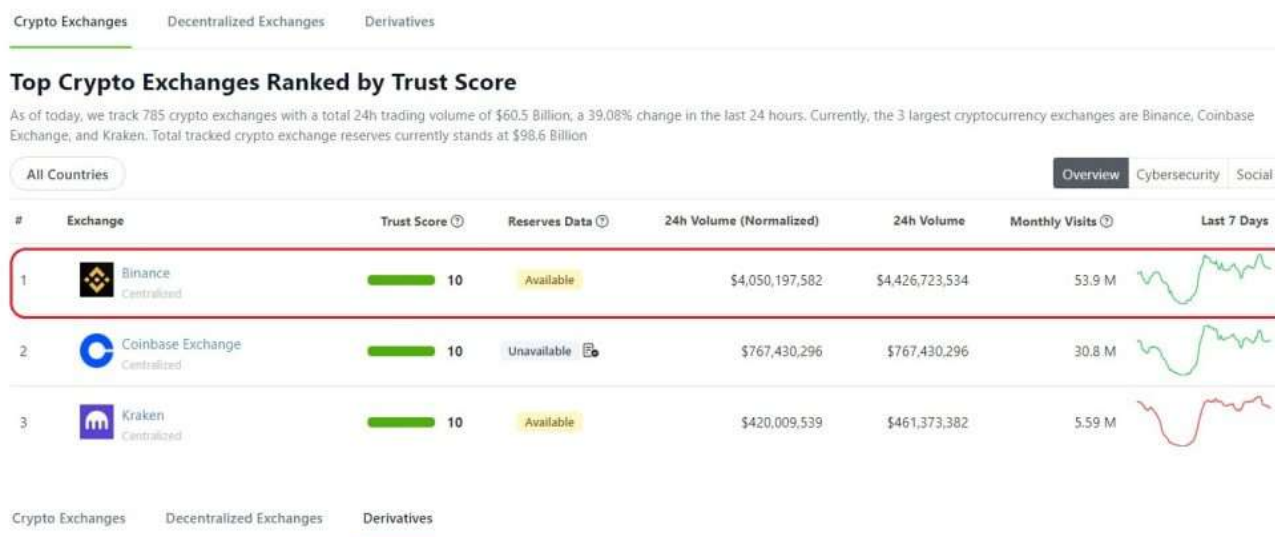 Crypto Exchanges Decentralized Exchanges Derivatives
Top Crypto Exchanges Ranked by Trust Score
As of today, we track 785 crypto exchanges with a total 24h trading volume of $60.5 Billion, a 39.08% change in the last 24 hours. Currently, the 3 largest cryptocurrency exchanges are Binance, Coinbase
Exchange, and Kraken. Total tracked crypto exchange reserves currently stands at $98.6 Billion
All Countries Overview Cybersecurity Social
# Exchange Trust Score Reserves Data 24h Volume (Normalized) 24h Volume Monthly Visits Last 7 Days
1 Binance 10 Available $4,050,197,582 $4,426,723,534 53.9 M
Centralized
2 Coinbase Exchange 10 Unavailable $767,430,296 $767,430,296 30.8 M
Centralized
3 Kraken 10 Available $420,009,539 $461,373,382 5.59 M
Centralized
Crypto Exchanges Decentralized Exchanges Derivatives